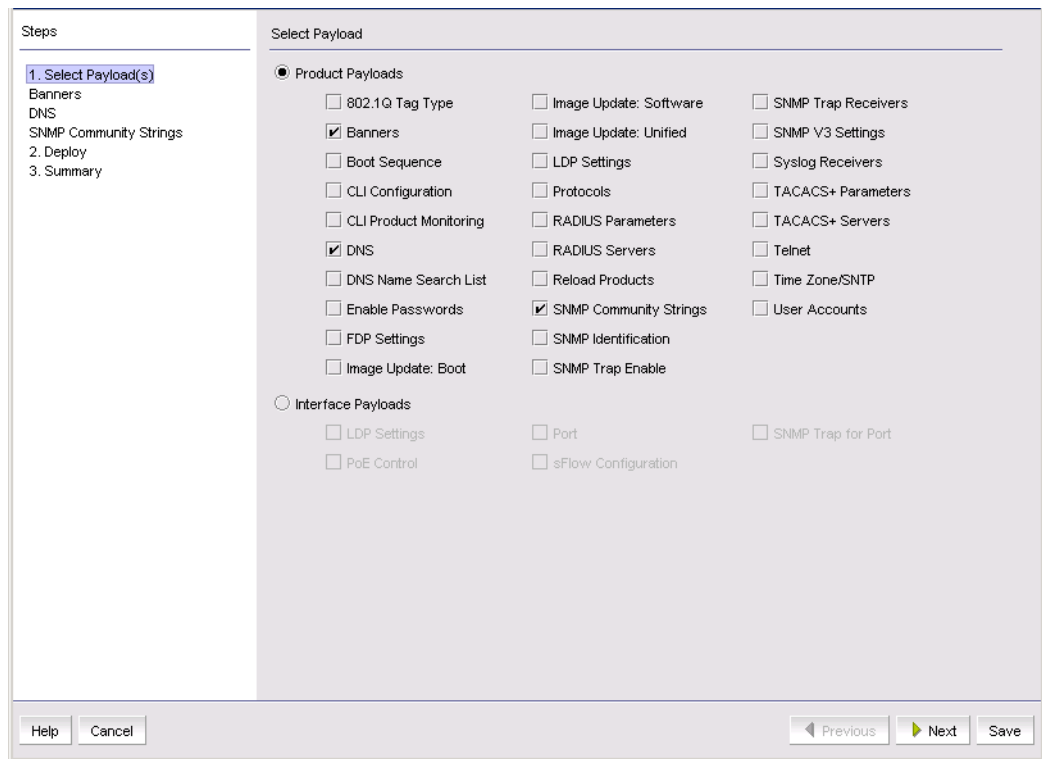 Steps
1. Select Payload(s)
Banners
DNS
SNMP Community Strings
2. Deploy
3. Summary
Select Payload
Product Payloads
802.1Q Tag Type
Image Update: Software
SNMP Trap Receivers
Banners
Image Update: Unified
SNMP V3 Settings
Boot Sequence
LDP Settings
Syslog Receivers
CLI Configuration
Protocols
TACACS+ Parameters
CLI Product Monitoring
RADIUS Parameters
TACACS+ Servers
DNS
RADIUS Servers
Telnet
DNS Name Search List
Reload Products
Time Zone/SNTP
Enable Passwords
SNMP Community Strings
User Accounts
FDP Settings
SNMP Identification
Image Update: Boot
SNMP Trap Enable
Interface Payloads
LDP Settings
Port
SNMP Trap for Port
PoE Control
sFlow Configuration
Help
Cancel
Previous
Next
Save